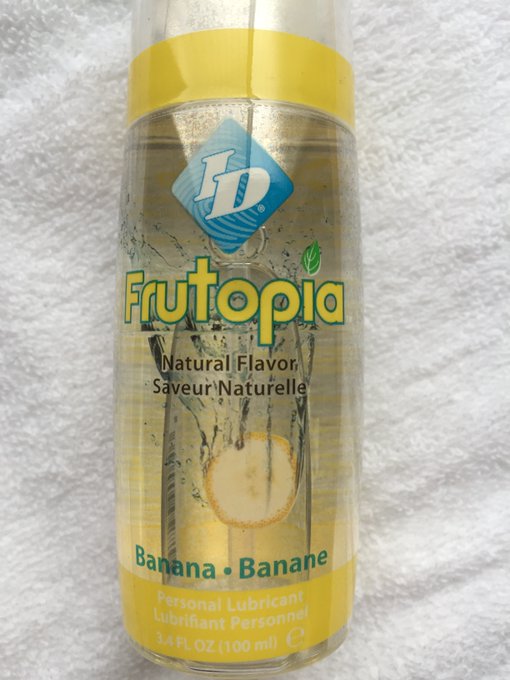 ID®
Frutopia
Natural Flavor
Saveur Naturelle
Banana • Banane
Personal Lubricant
Lubrifiant Personnel
3.4 FL OZ (100 ml) ℮